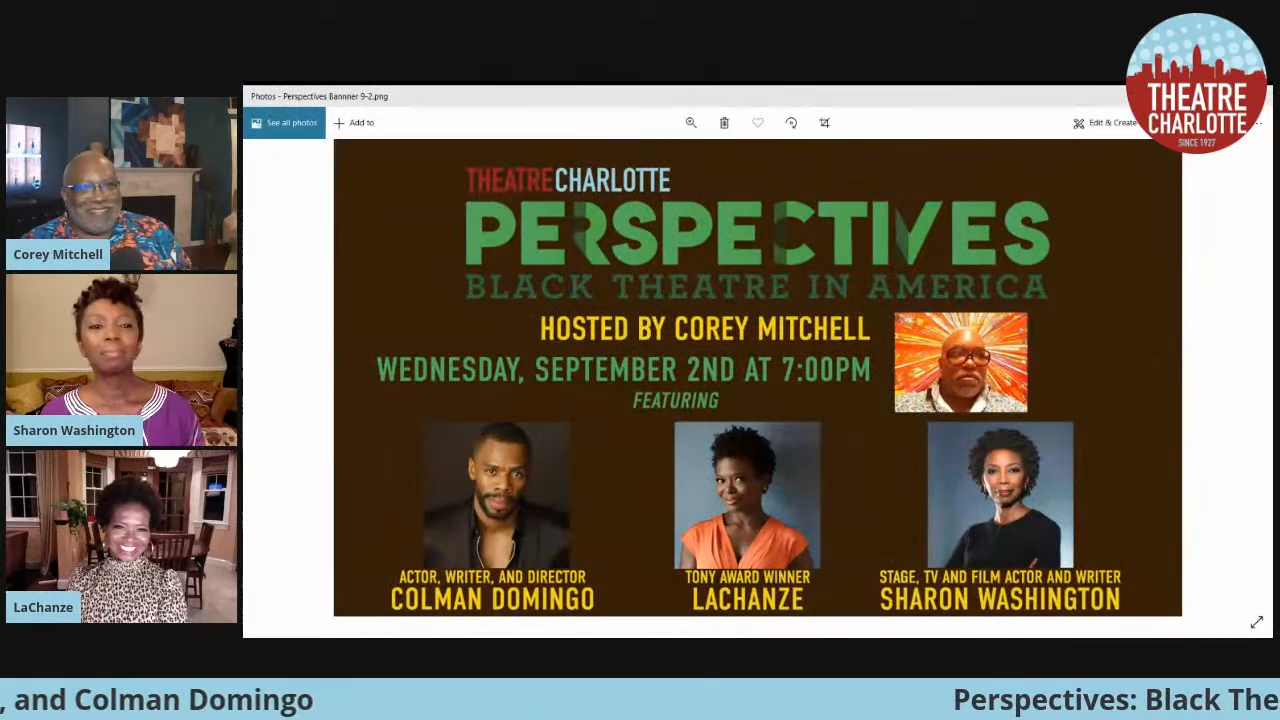 THEATRE
CHARLOTTE
SINCE 1927
Photos - Perspectives Bannner 9-2.png
See all photos
Add to
Edit & Create
THEATRECHARLOTTE
PERSPECTIVES
BLACK THEATRE IN AMERICA
HOSTED BY COREY MITCHELL
WEDNESDAY, SEPTEMBER 2ND AT 7:00PM
FEATURING
ACTOR, WRITER, AND DIRECTOR
COLMAN DOMINGO
TONY AWARD WINNER
LACHANZE
STAGE, TV AND FILM ACTOR AND WRITER
SHARON WASHINGTON
Corey Mitchell
Sharon Washington
LaChanze
, and Colman Domingo
Perspectives: Black The